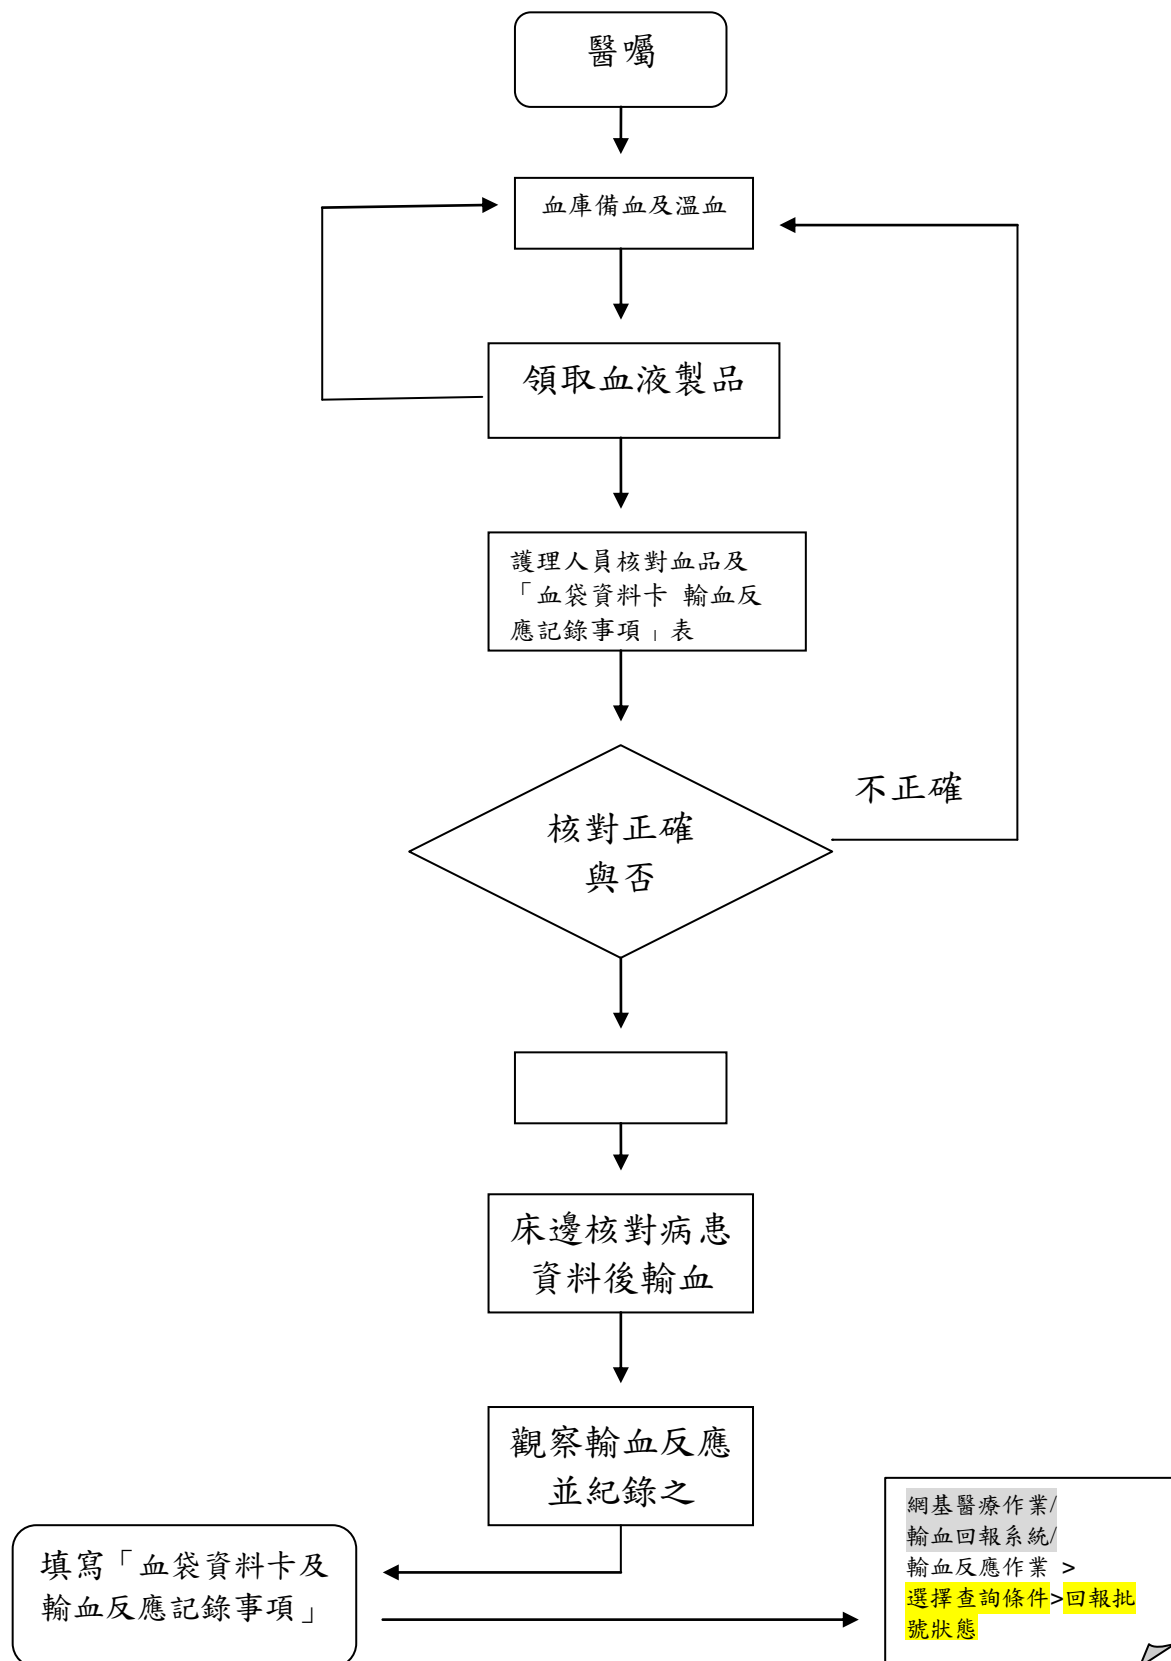 醫囑
血庫備血及溫血
領取血液製品
護理人員核對血品及
「血袋資料卡 輸血反
應記錄事項」表
不正確
核對正確
與否
床邊核對病患
資料後輸血
觀察輸血反應
並紀錄之
填寫「血袋資料卡及
輸血反應記錄事項」
網基醫療作業/
輸血回報系統/
輸血反應作業 >
選擇查詢條件>回報批
號狀態